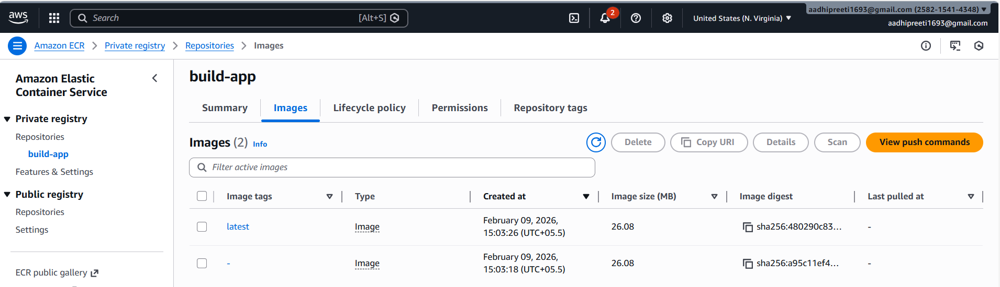 aws
Search
[Alt+S]
2
United States (N. Virginia)
aadhipreeti1693@gmail.com (2582-1541-4348)
aadhipreeti1693@gmail.com
Amazon ECR
Private registry
Repositories
Images
Amazon Elastic
Container Service
Private registry
Repositories
build-app
Features & Settings
Public registry
Repositories
Settings
ECR public gallery
build-app
Summary
Images
Lifecycle policy
Permissions
Repository tags
Images (2) Info
Delete
Copy URI
Details
Scan
View push commands
Filter active images
Image tags
Type
Created at
Image size (MB)
Image digest
Last pulled at
latest
Image
February 09, 2026,
15:03:26 (UTC+05.5)
26.08
sha256:480290c83...
-
-
Image
February 09, 2026,
15:03:18 (UTC+05.5)
26.08
sha256:a95c11ef4...
-